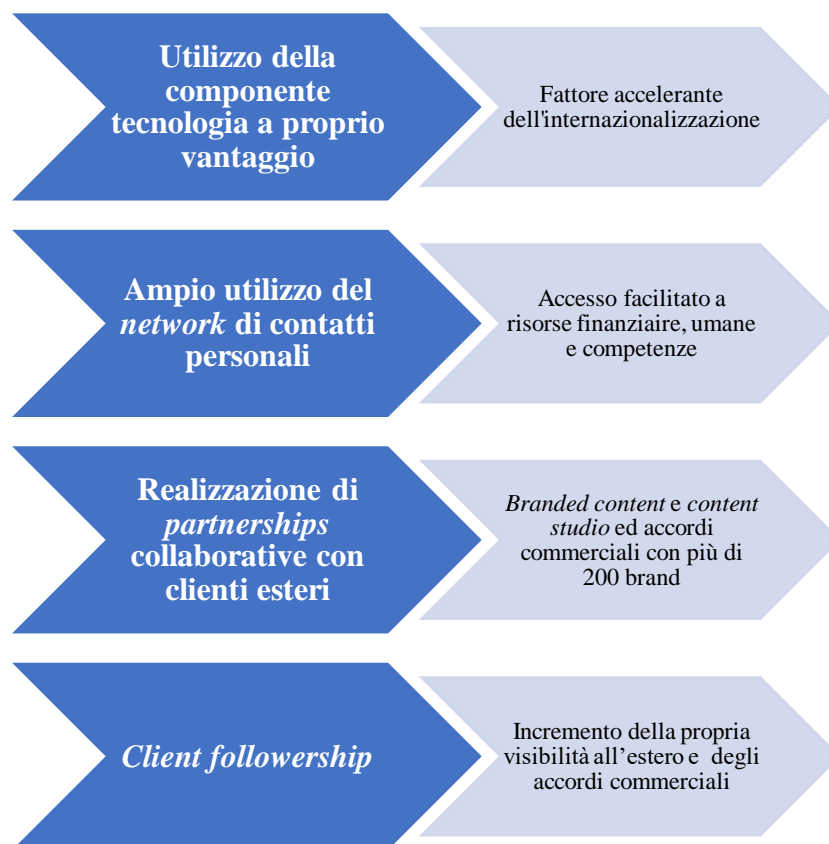 Utilizzo della
componente
tecnologia a proprio
vantaggio
Fattore accelerante
dell'internazionalizzazione
Ampio utilizzo del
network di contatti
personali
Accesso facilitato a
risorse finanziaire, umane
e competenze
Realizzazione di
partnerships
collaborative con
clienti esteri
Branded content e content
studio ed accordi
commerciali con più di
200 brand
Client followership
Incremento della propria
visibilità all’estero e degli
accordi commerciali